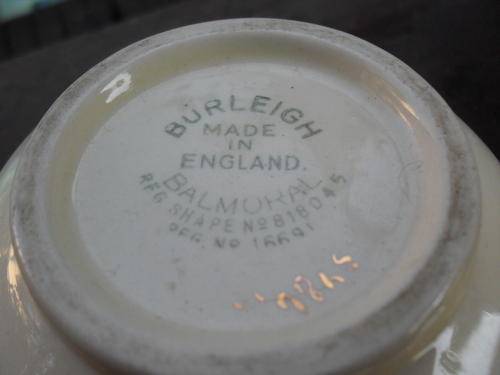 BURLEIGH
MADE
IN
ENGLAND.
BALMORAL
REG SHAPE No 818045
REG. No 16691